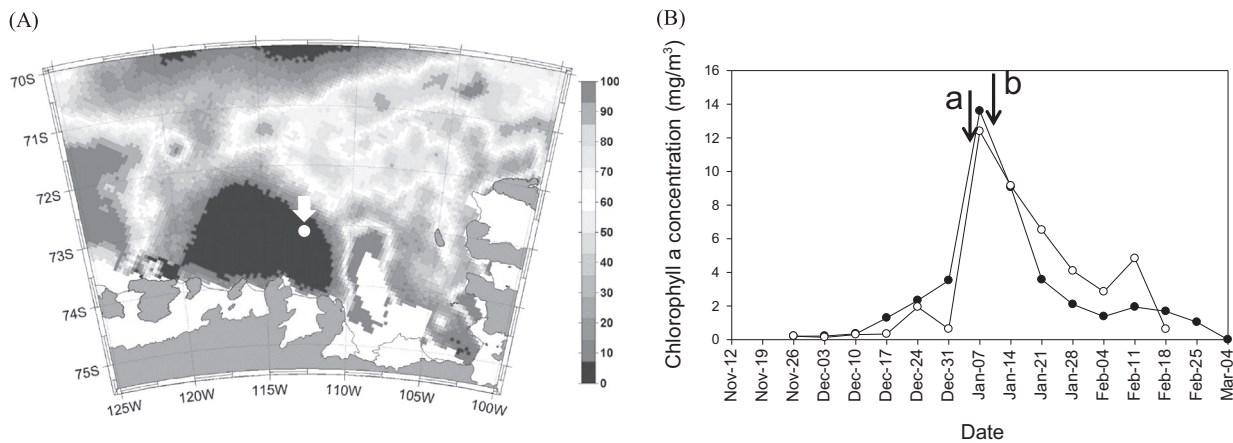 (A)
70S
71S
72S
73S
74S
75S
125W
120W
115W
110W
105W
100W
100
90
80
70
60
50
40
30
20
10
0
(B)
Chlorophyll a concentration (mg/m³)
16
14
12
10
8
6
4
2
0
a
b
Nov-12
Nov-19
Nov-26
Dec-03
Dec-10
Dec-17
Dec-24
Dec-31
Jan-07
Jan-14
Jan-21
Jan-28
Feb-04
Feb-11
Feb-18
Feb-25
Mar-04
Date